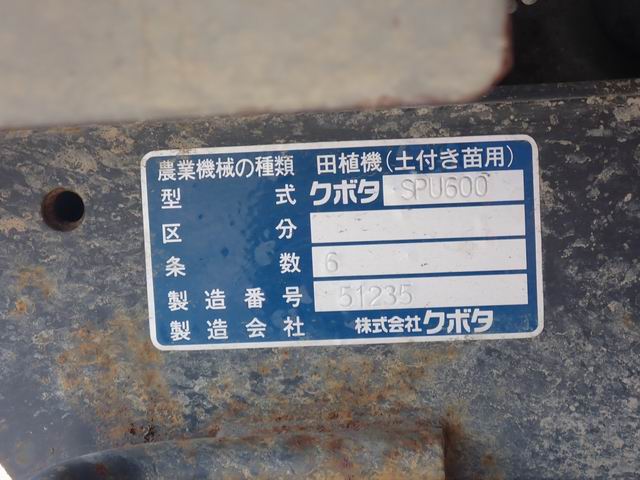 農業機械の種類 田植機(土付き苗用)
型式 クボタ SPU600
区分
条数 6
製造番号 51235
製造会社 株式会社クボタ